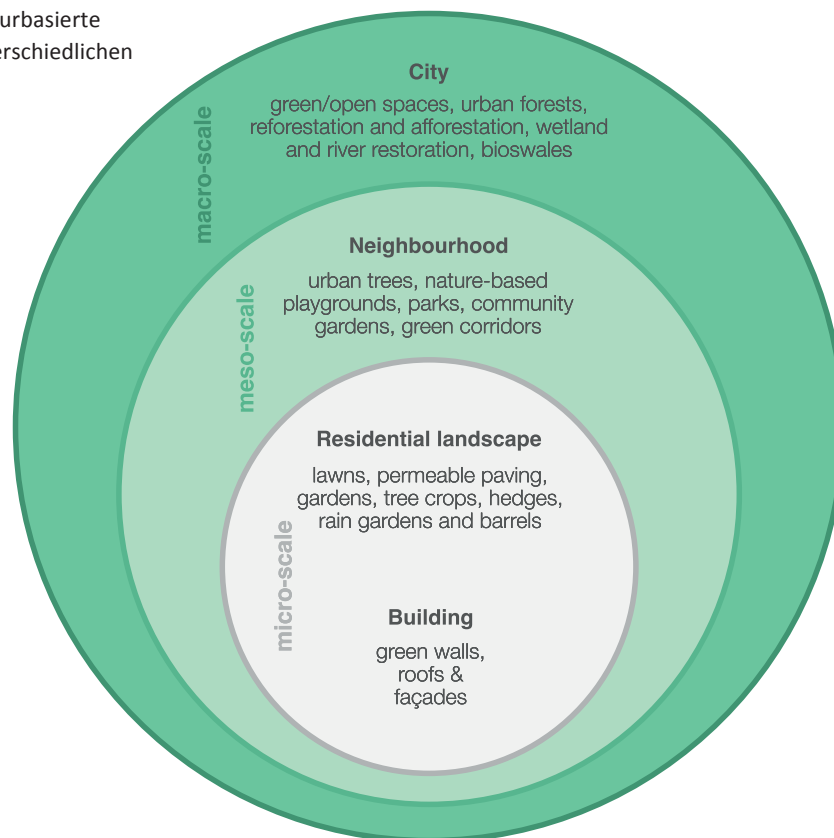 urbasierte
erschiedlichen
City
green/open spaces, urban forests,
reforestation and afforestation, wetland
and river restoration, bioswales
macro-scale
Neighbourhood
urban trees, nature-based
playgrounds, parks, community
gardens, green corridors
meso-scale
Residential landscape
lawns, permeable paving,
gardens, tree crops, hedges,
rain gardens and barrels
micro-scale
Building
green walls,
roofs &
façades